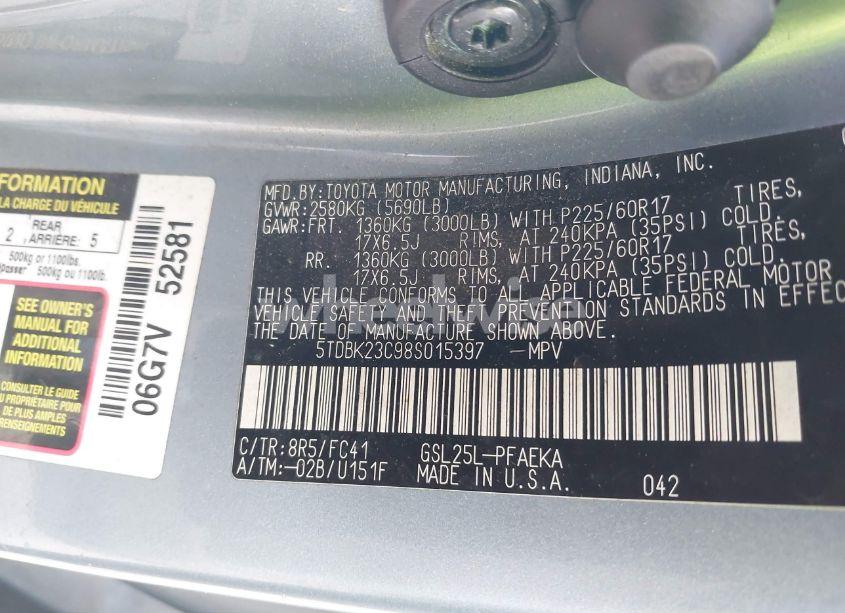 FORMATION
LA CHARGE DU VÉHICULE
2 REAR ARRIÈRE: 5
500kg or 1100lbs.
500kg ou 1100lb.
SEE OWNER'S
MANUAL FOR
ADDITIONAL
INFORMATION
CONSULTER LE GUIDE
DU PROPRIÉTAIRE POUR
DE PLUS AMPLES
RENSEIGNEMENTS
06G7V 52581
MFD.BY:TOYOTA MOTOR MANUFACTURING, INDIANA, INC.
GVWR:2580KG (5690LB)
GAWR:FRT. 1360KG (3000LB) WITH P225/60R17 TIRES,
17X6.5J RIMS, AT 240KPA (35PSI) COLD.
RR. 1360KG (3000LB) WITH P225/60R17 TIRES,
17X6.5J RIMS, AT 240KPA (35PSI) COLD.
THIS VEHICLE CONFORMS TO ALL APPLICABLE FEDERAL MOTOR
VEHICLE SAFETY AND THEFT PREVENTION STANDARDS IN EFFEC
THE DATE OF MANUFACTURE SHOWN ABOVE.
5TDBK23C98S015397 MPV
C/TR:8R5/FC41 GSL25L-PFAEKA
A/TM:-02B/U151F MADE IN U.S.A. 042